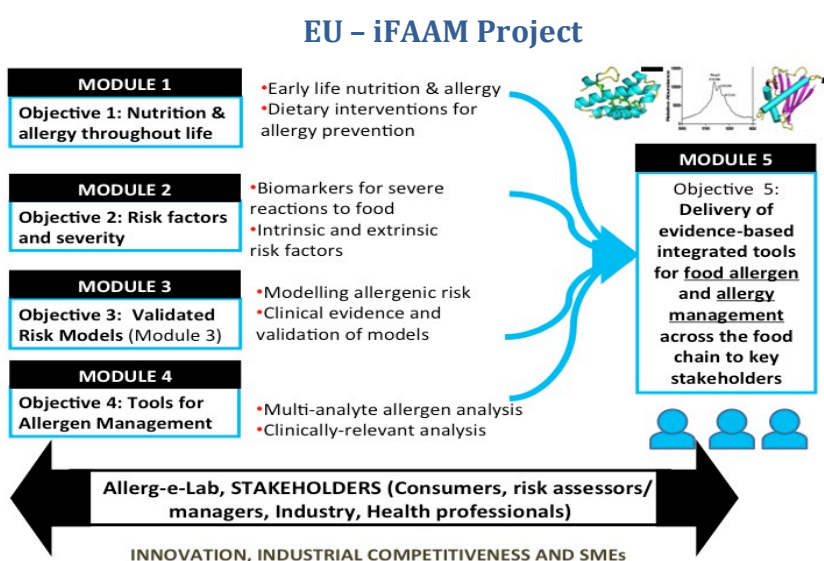 EU – iFAAM Project
MODULE 1
Objective 1: Nutrition &
allergy throughout life
•Early life nutrition & allergy
•Dietary interventions for
allergy prevention
MODULE 2
Objective 2: Risk factors
and severity
•Biomarkers for severe
reactions to food
•Intrinsic and extrinsic
risk factors
MODULE 3
Objective 3: Validated
Risk Models (Module 3)
•Modelling allergenic risk
•Clinical evidence and
validation of models
MODULE 4
Objective 4: Tools for
Allergen Management
•Multi-analyte allergen analysis
•Clinically-relevant analysis
MODULE 5
Objective 5:
Delivery of
evidence-based
integrated tools
for food allergen
and allergy
management
across the food
chain to key
stakeholders
Allerg-e-Lab, STAKEHOLDERS (Consumers, risk assessors/
managers, Industry, Health professionals)
INNOVATION, INDUSTRIAL COMPETITIVENESS AND SMEs